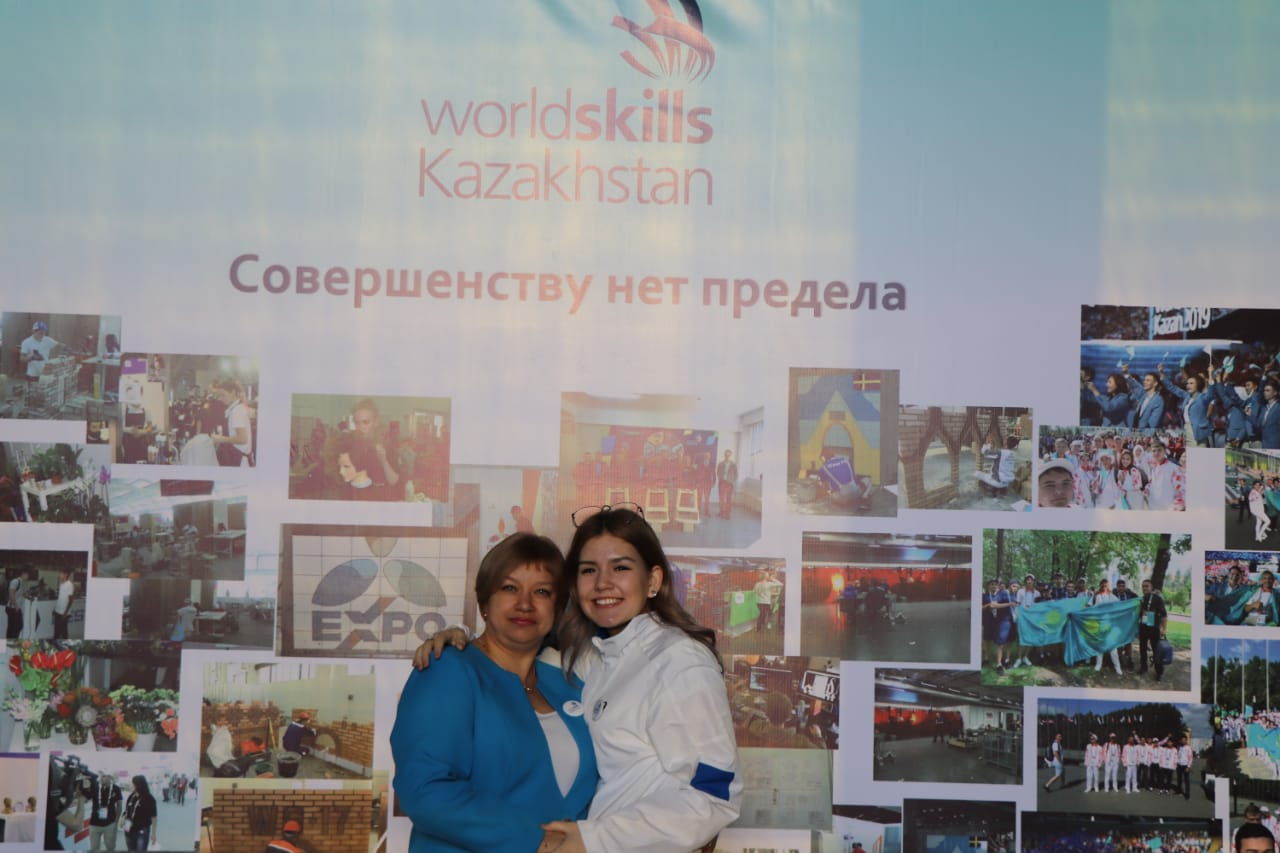 worldskills
Kazakhstan
Совершенству нет предела
Kazan 2019
EXPO